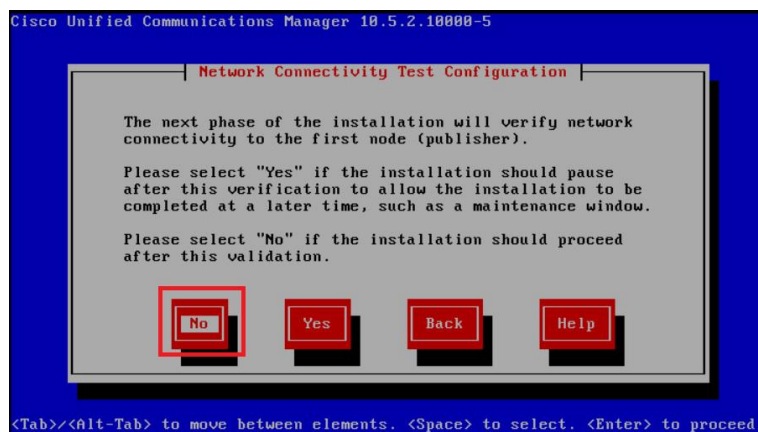 Cisco Unified Communications Manager 10.5.2.10000-5
Network Connectivity Test Configuration
The next phase of the installation will verify network
connectivity to the first node (publisher).
Please select "Yes" if the installation should pause
after this verification to allow the installation to be
completed at a later time, such as a maintenance window.
Please select "No" if the installation should proceed
after this validation.
No Yes Back Help
<Tab>/<Alt-Tab> to move between elements. <Space> to select. <Enter> to proceed